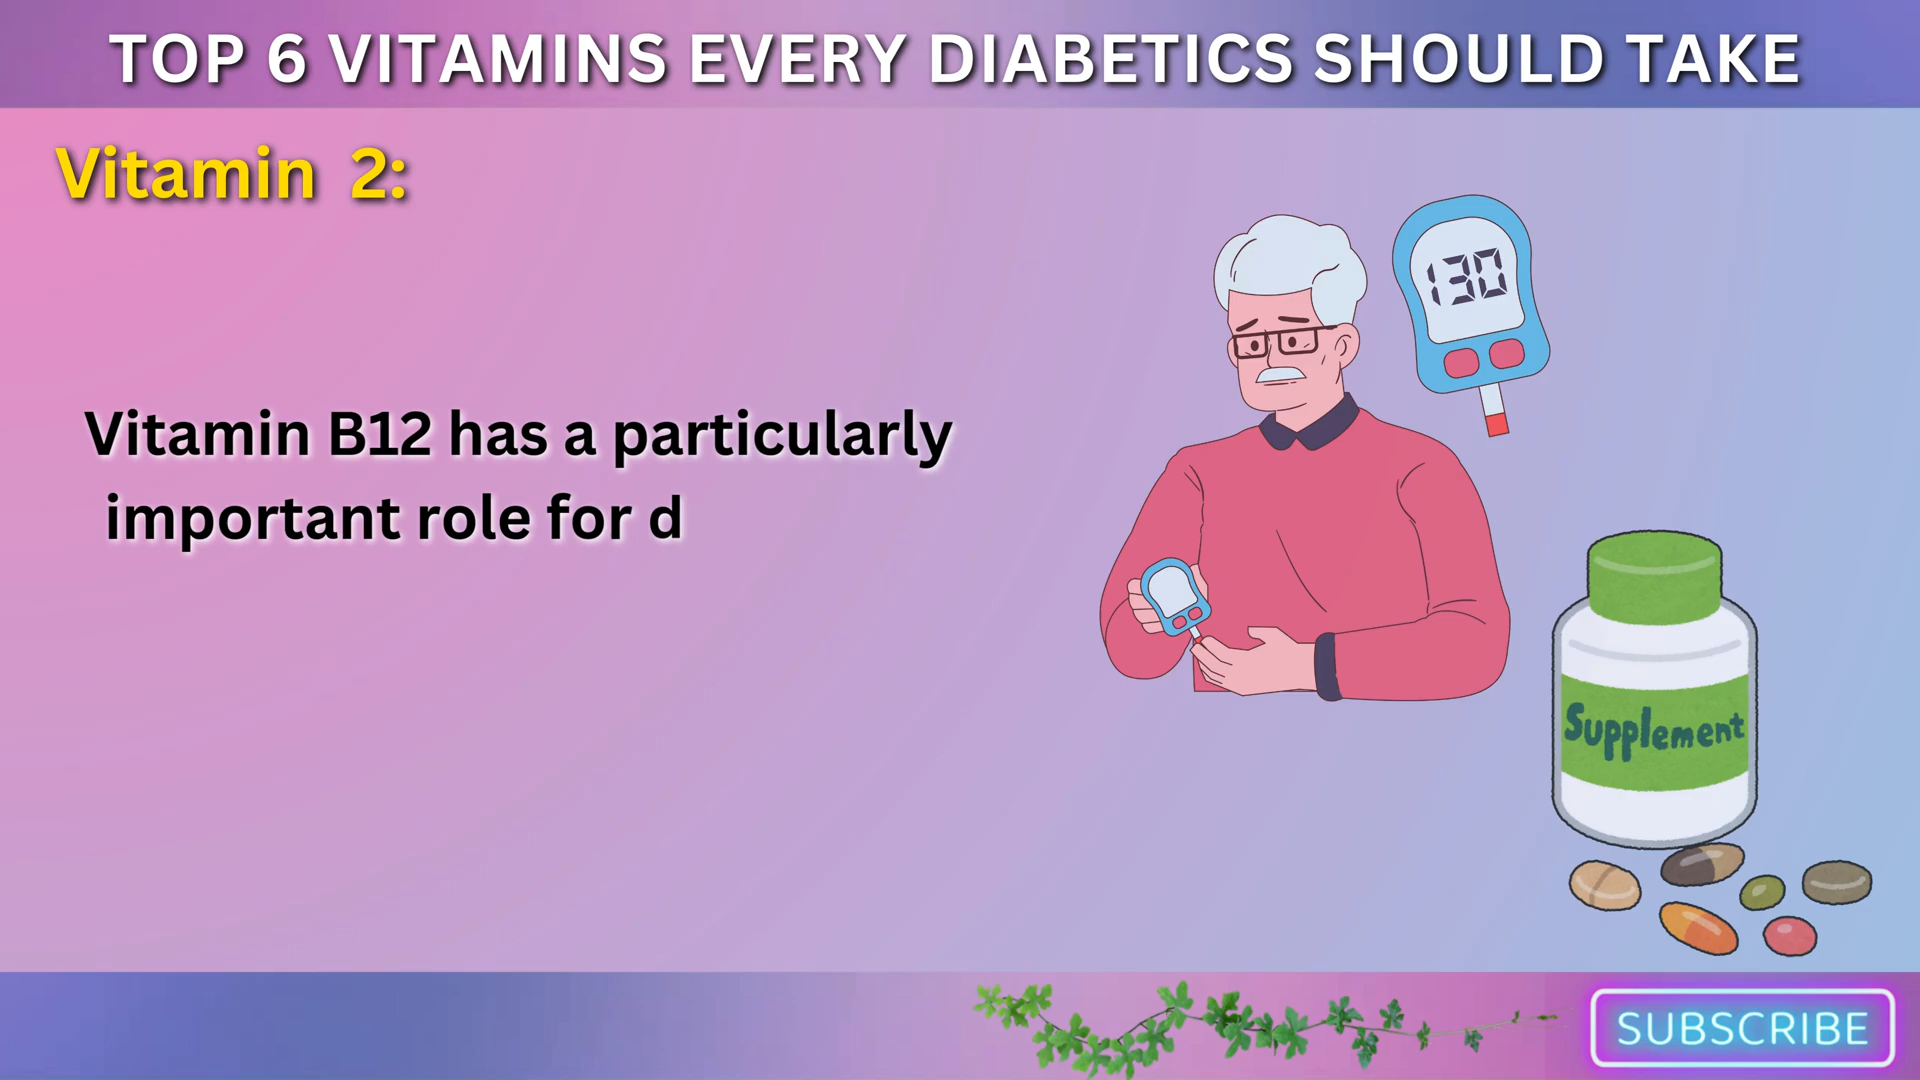 TOP 6 VITAMINS EVERY DIABETICS SHOULD TAKE
Vitamin 2:
130
Vitamin B12 has a particularly
important role for d
Supplement
SUBSCRIBE